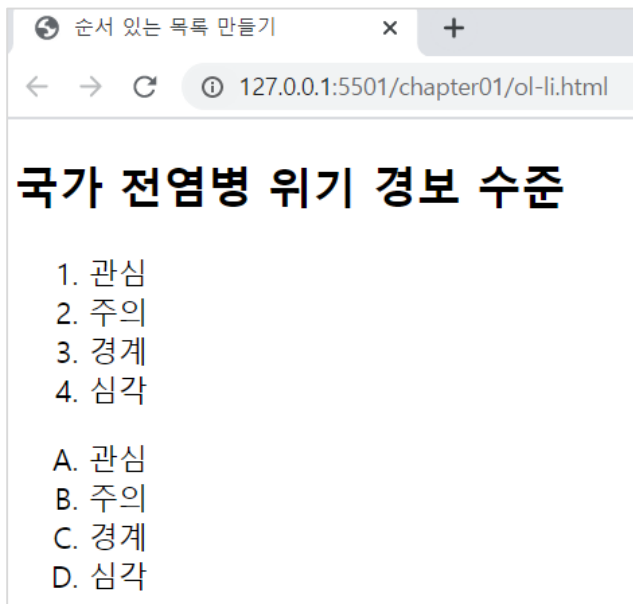 순서 있는 목록 만들기
127.0.0.1:5501/chapter01/ol-li.html
국가 전염병 위기 경보 수준
1. 관심
2. 주의
3. 경계
4. 심각
A. 관심
B. 주의
C. 경계
D. 심각